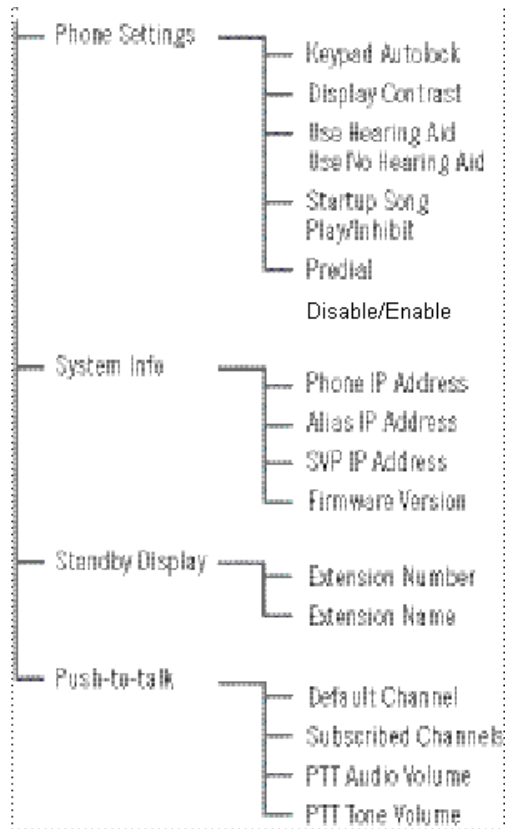 Phone Settings
Keypad Autolock
Display Contrast
Use Hearing Aid
Use No Hearing Aid
Startup Song
Play/Inhibit
Predial
Disable/Enable
System Info
Phone IP Address
Alias IP Address
SVP IP Address
Firmware Version
Standby Display
Extension Number
Extension Name
Push-to-talk
Default Channel
Subscribed Channels
PTT Audio Volume
PTT Tone Volume